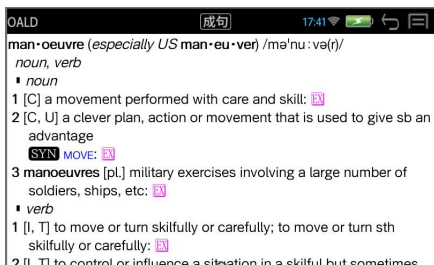 OALD 成句 17:41
man·oeuvre (especially US man·eu·ver) /məˈnuːvə(r)/
noun, verb
▪ noun
1 [C] a movement performed with care and skill: EX
2 [C, U] a clever plan, action or movement that is used to give sb an
advantage
SYN MOVE: EX
3 manoeuvres [pl.] military exercises involving a large number of
soldiers, ships, etc: EX
▪ verb
1 [I, T] to move or turn skilfully or carefully; to move or turn sth
skilfully or carefully: EX
2 [I, T] to control or influence a situation in a skilful but sometimes